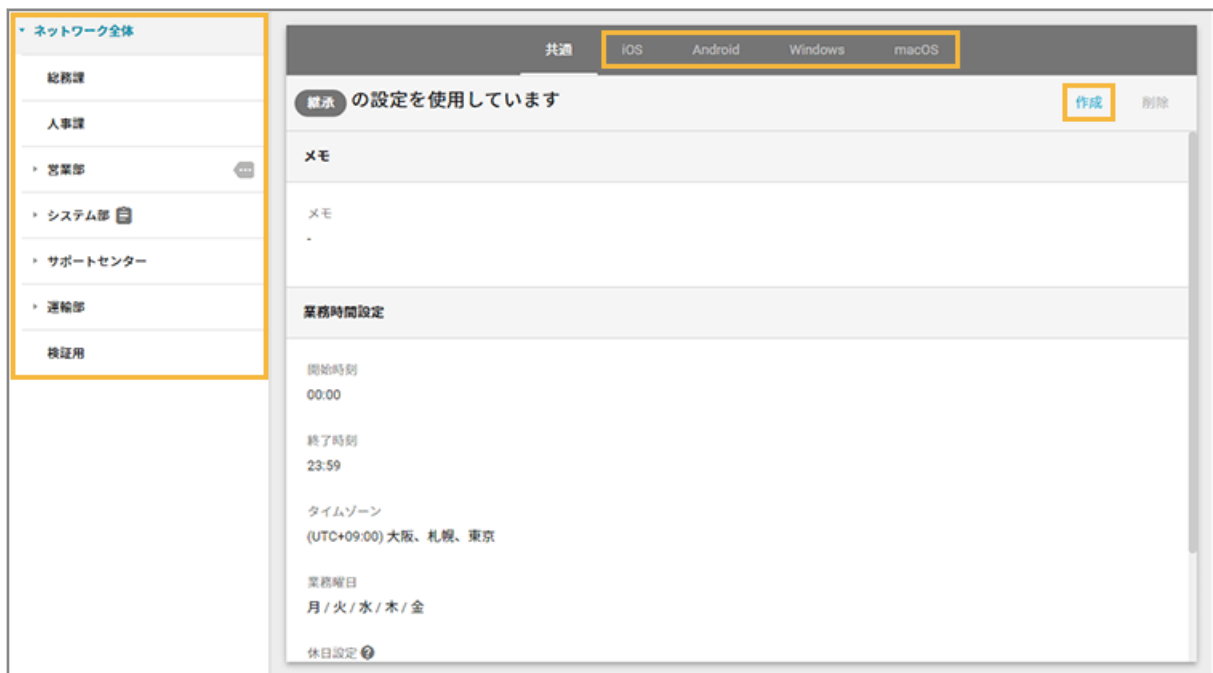 ネットワーク全体
総務課
人事課
営業部
システム部
サポートセンター
運輸部
検証用
共通 iOS Android Windows macOS
継承 の設定を使用しています
作成 削除
メモ
メモ
-
業務時間設定
開始時刻
00:00
終了時刻
23:59
タイムゾーン
(UTC+09:00) 大阪、札幌、東京
業務曜日
月 / 火 / 水 / 木 / 金
休日設定 ?